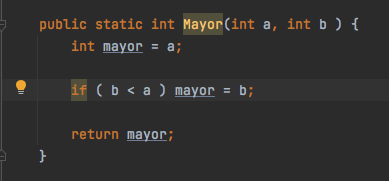 public static int Mayor(int a, int b ) {
int mayor = a;
if ( b < a ) mayor = b;
return mayor;
}